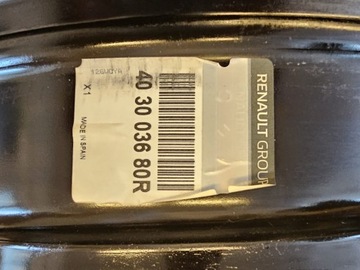 RENAULT GROUP
40 30 036 80R
X1
MADE IN SPAIN